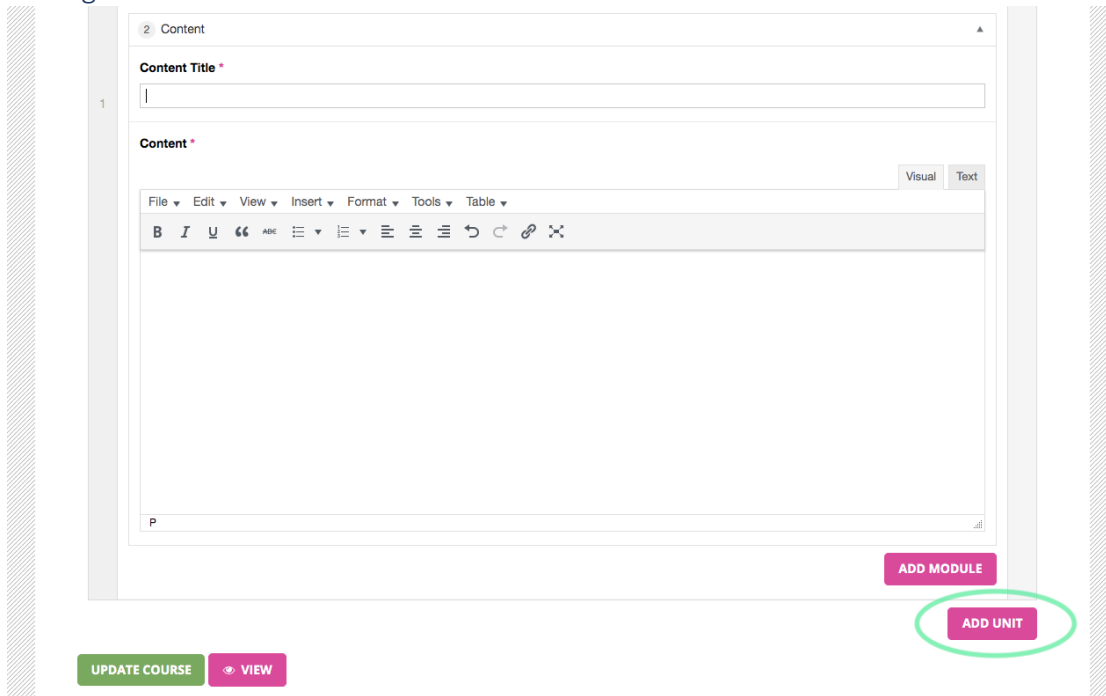 2 Content
Content Title *
1
Content *
Visual Text
File Edit View Insert Format Tools Table
B I U ABC
P
ADD MODULE
ADD UNIT
UPDATE COURSE VIEW